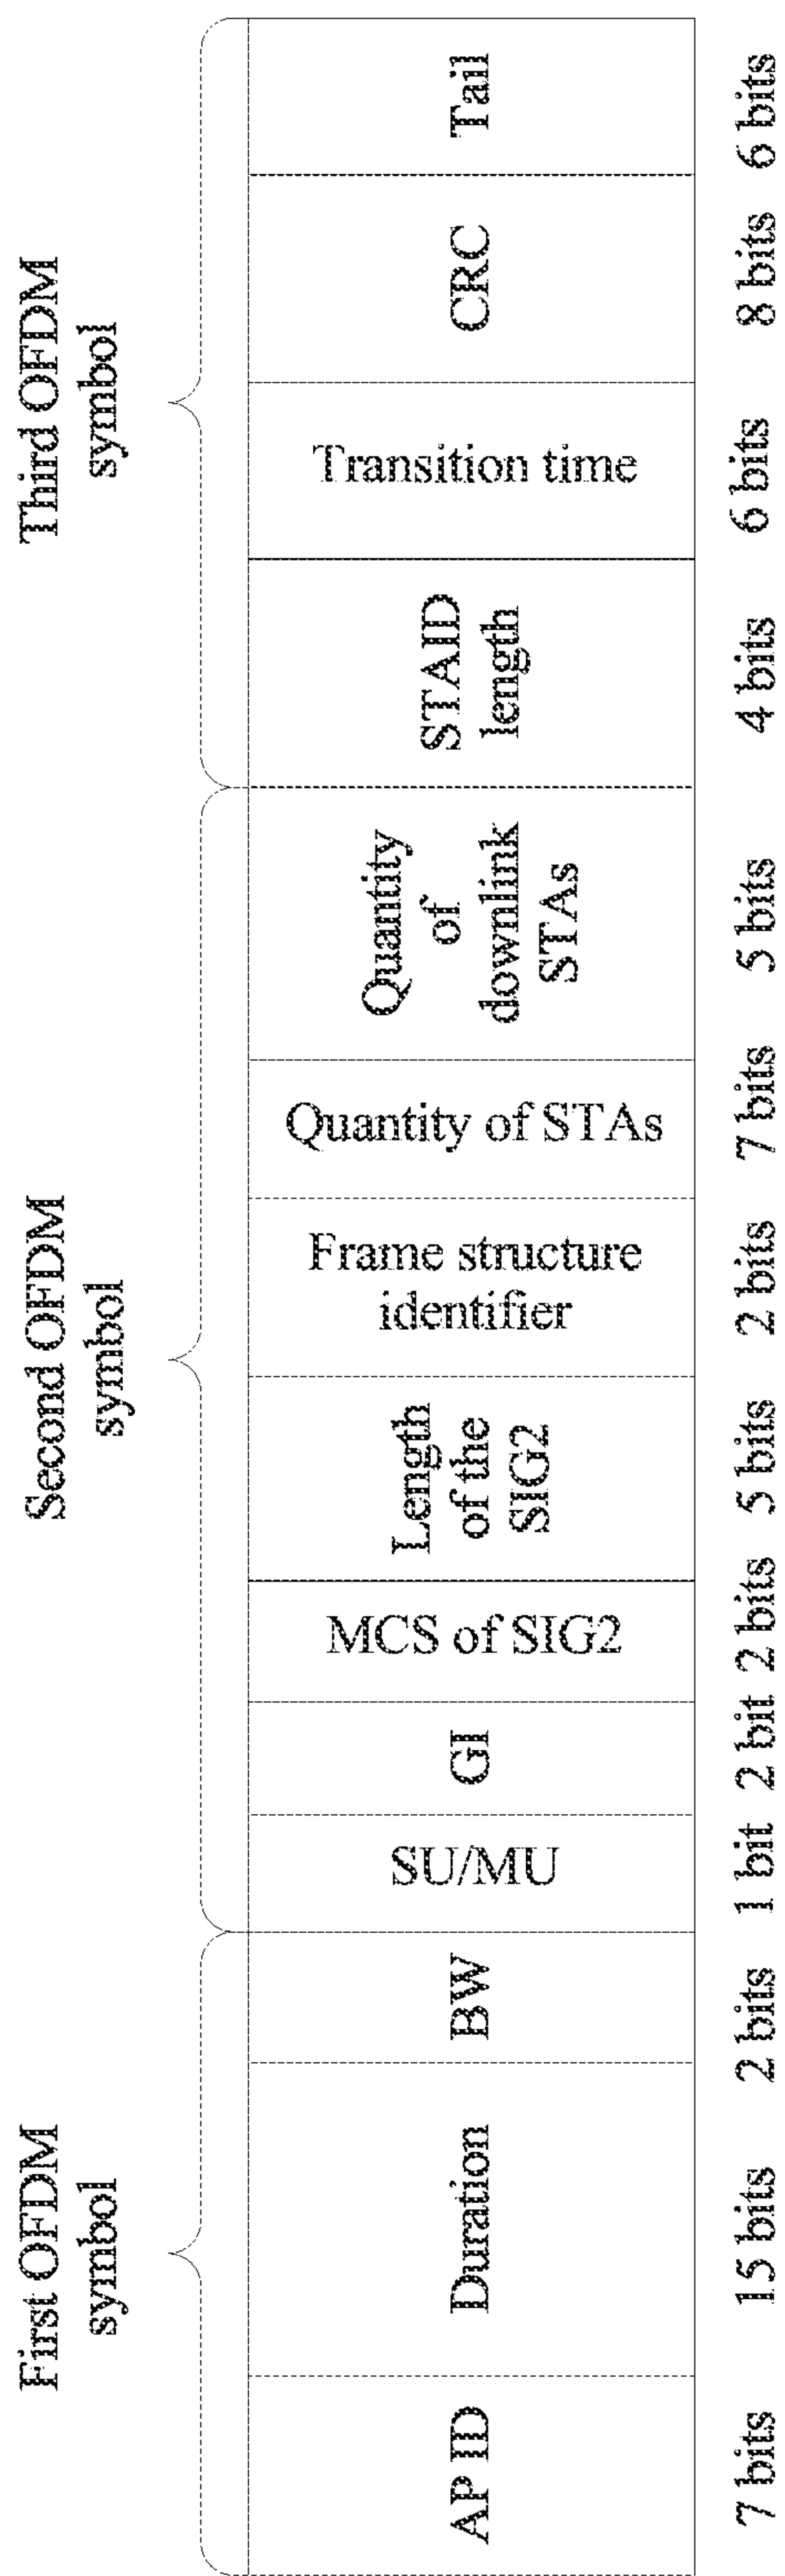 First OFDM
symbol
Second OFDM
symbol
Third OFDM
symbol
AP ID
Duration
BW
SU/MU
GI
MCS of SIG2
Length
of the
SIG2
Frame structure
identifier
Quantity of STAs
Quantity
of
downlink
STAs
STAID
length
Transition time
CRC
Tail
7 bits
15 bits
2 bits
1 bit
2 bit
2 bits
5 bits
2 bits
7 bits
5 bits
4 bits
6 bits
8 bits
6 bits